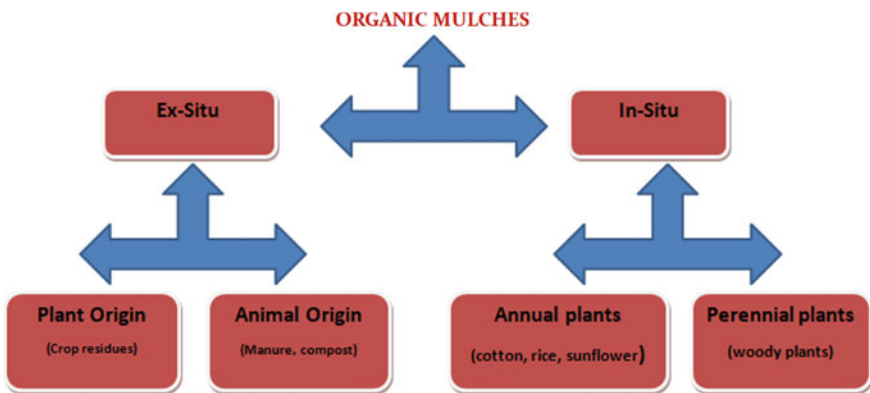 ORGANIC MULCHES
Ex-Situ
In-Situ
Plant Origin
(Crop residues)
Animal Origin
(Manure, compost)
Annual plants
(cotton, rice, sunflower)
Perennial plants
(woody plants)